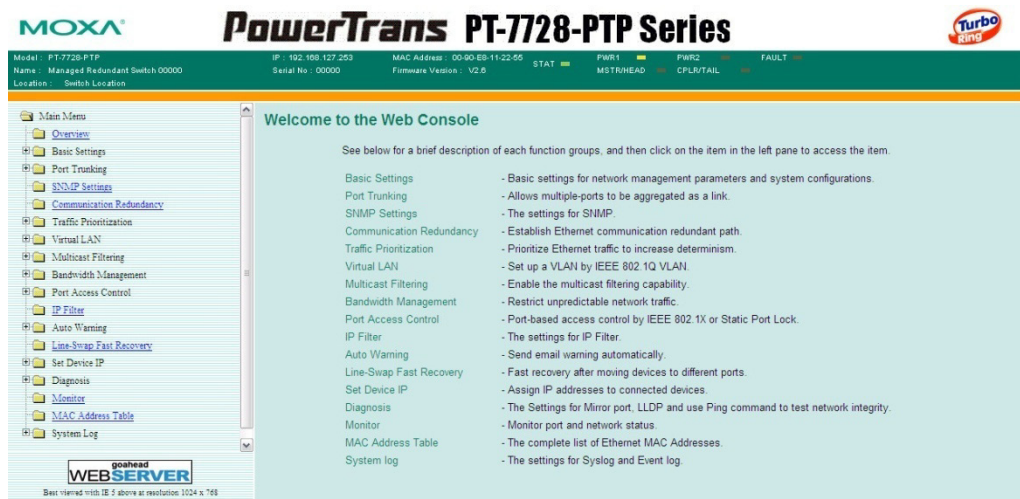 MOXA
PowerTrans PT-7728-PTP Series
Turbo Ring
Model : PT-7728-PTP
Name : Managed Redundant Switch 00000
Location : Switch Location
IP : 192.168.127.253
Serial No : 00000
MAC Address : 00-90-E8-11-22-55
Firmware Version : V2.6
STAT
PWR1
PWR2
FAULT
MSTR/HEAD
CPLR/TAIL
Main Menu
Overview
Basic Settings
Port Trunking
SNMP Settings
Communication Redundancy
Traffic Prioritization
Virtual LAN
Multicast Filtering
Bandwidth Management
Port Access Control
IP Filter
Auto Warning
Line-Swap Fast Recovery
Set Device IP
Diagnosis
Monitor
MAC Address Table
System Log
goahead
WEBSERVER
Best viewed with IE 5 above at resolution 1024 x 768
Welcome to the Web Console
See below for a brief description of each function groups, and then click on the item in the left pane to access the item.
Basic Settings - Basic settings for network management parameters and system configurations.
Port Trunking - Allows multiple-ports to be aggregated as a link.
SNMP Settings - The settings for SNMP.
Communication Redundancy - Establish Ethernet communication redundant path.
Traffic Prioritization - Prioritize Ethernet traffic to increase determinism.
Virtual LAN - Set up a VLAN by IEEE 802.1Q VLAN.
Multicast Filtering - Enable the multicast filtering capability.
Bandwidth Management - Restrict unpredictable network traffic.
Port Access Control - Port-based access control by IEEE 802.1X or Static Port Lock.
IP Filter - The settings for IP Filter.
Auto Warning - Send email warning automatically.
Line-Swap Fast Recovery - Fast recovery after moving devices to different ports.
Set Device IP - Assign IP addresses to connected devices.
Diagnosis - The Settings for Mirror port, LLDP and use Ping command to test network integrity.
Monitor - Monitor port and network status.
MAC Address Table - The complete list of Ethernet MAC Addresses.
System log - The settings for Syslog and Event log.